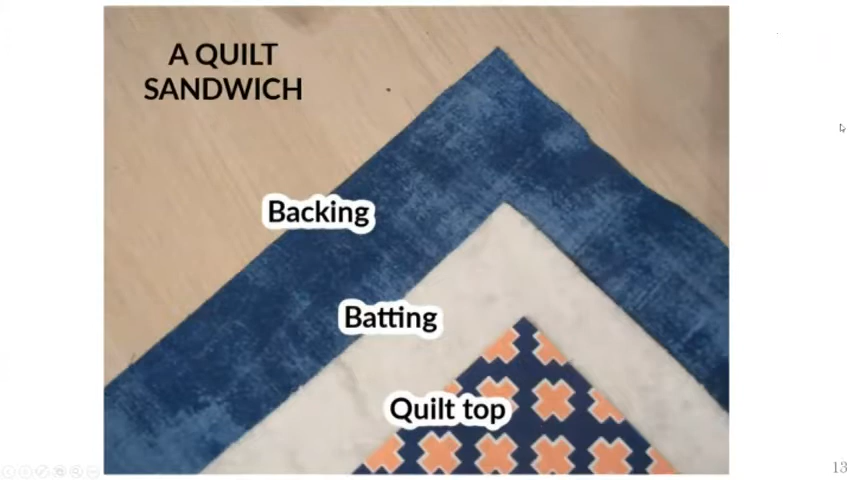 A QUILT
SANDWICH
Backing
Batting
Quilt top
13